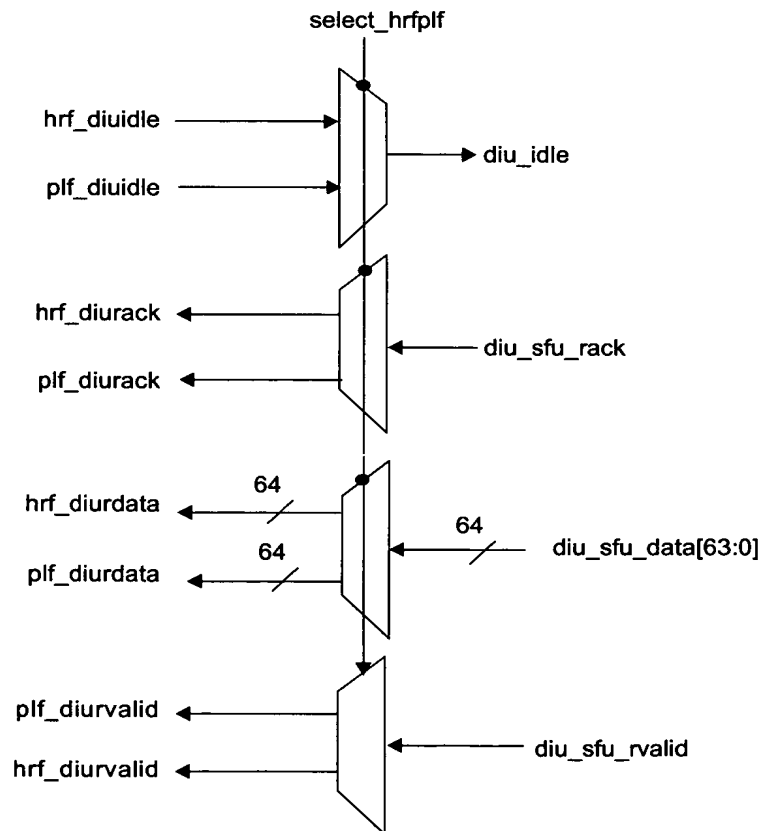 select_hrfplf
hrf_diuidle
diu_idle
plf_diuidle
hrf_diurack
diu_sfu_rack
plf_diurack
64
hrf_diurdata
64
diu_sfu_data[63:0]
64
plf_diurdata
plf_diurvalid
diu_sfu_rvalid
hrf_diurvalid